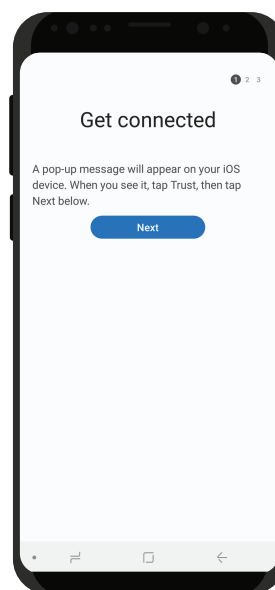 1 2 3
Get connected
A pop-up message will appear on your iOS
device. When you see it, tap Trust, then tap
Next below.
Next